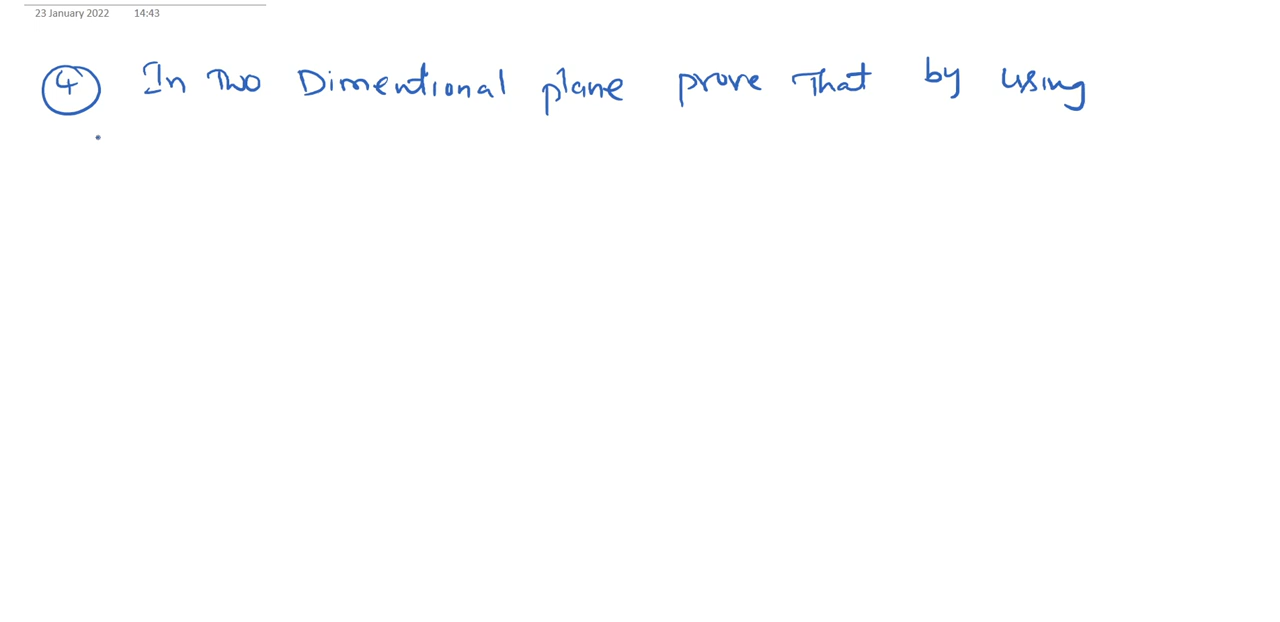 23 January 2022 14:43
④ In Two Dimentional plane prove That by using